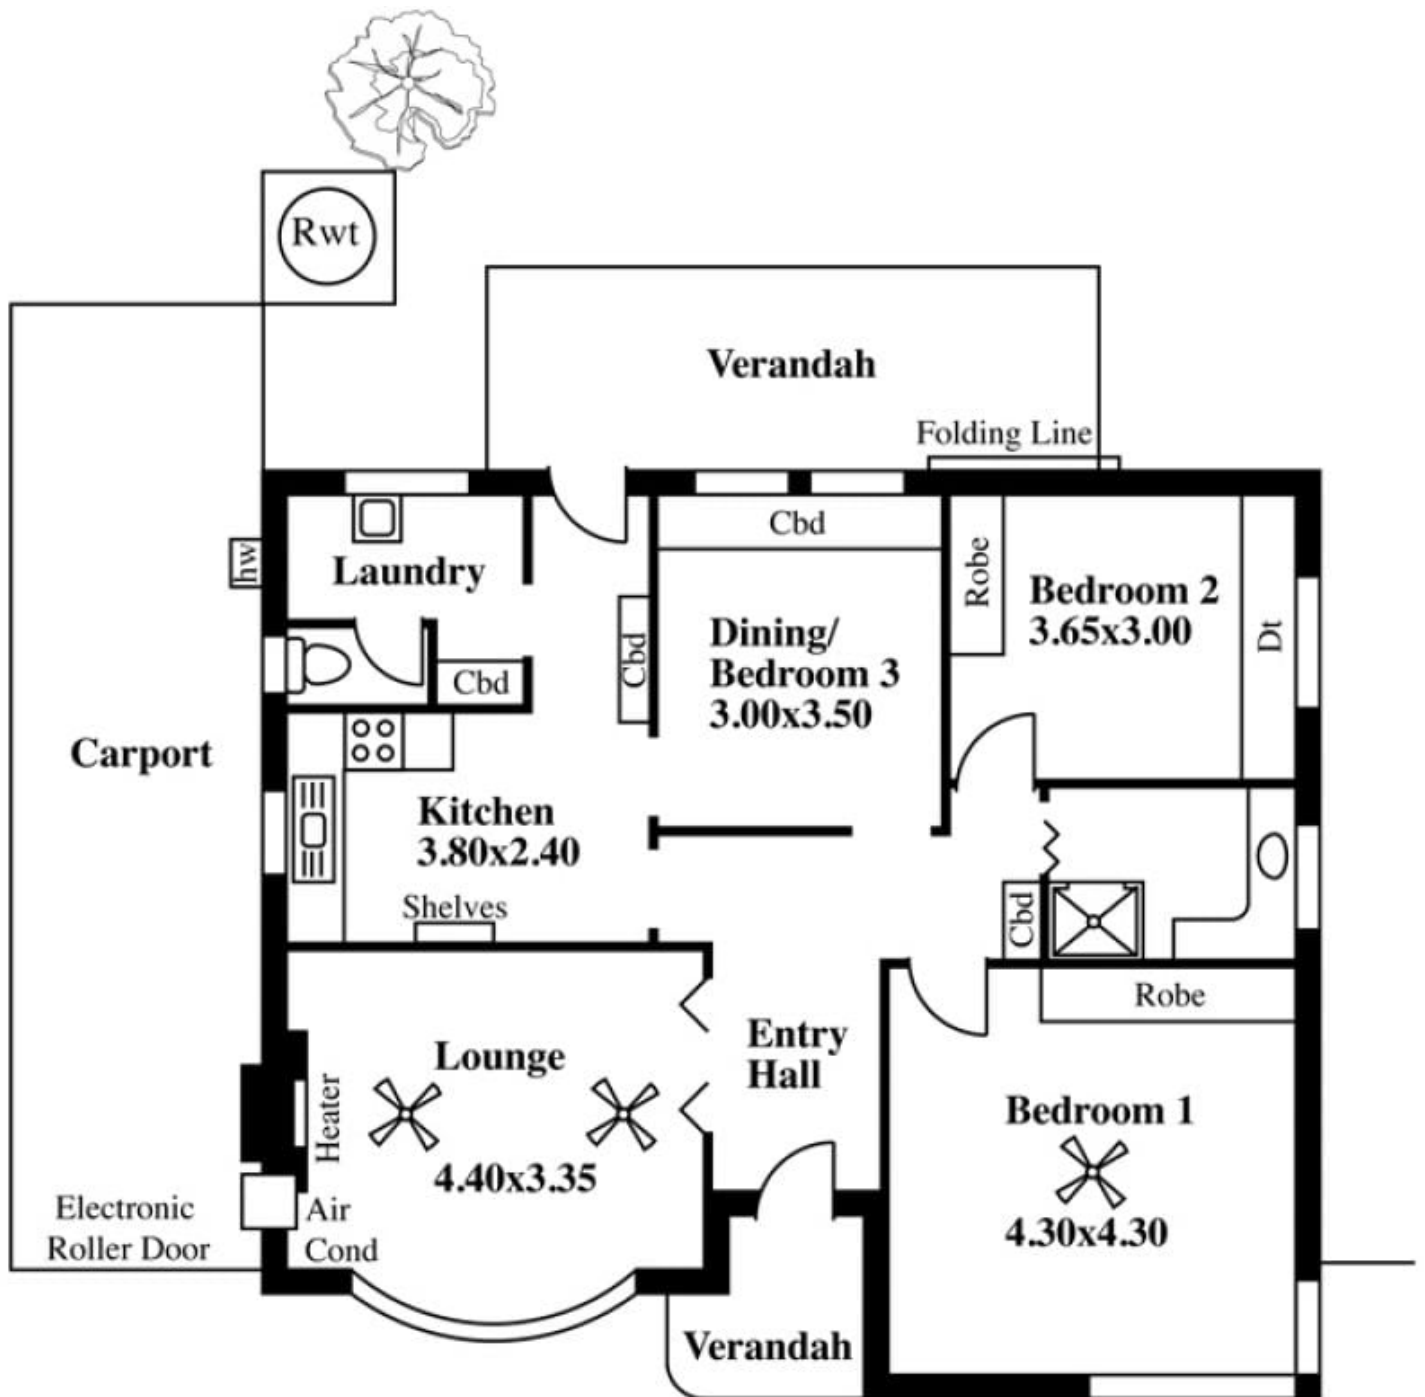 Rwt
Verandah
Folding Line
Cbd
hw
Laundry
Robe
Bedroom 2
3.65x3.00
Dt
Dining/
Bedroom 3
3.00x3.50
Cbd
Cbd
Carport
Kitchen
3.80x2.40
Shelves
Cbd
Robe
Entry
Hall
Lounge
Heater
4.40x3.35
Bedroom 1
4.30x4.30
Electronic
Roller Door
Air
Cond
Verandah